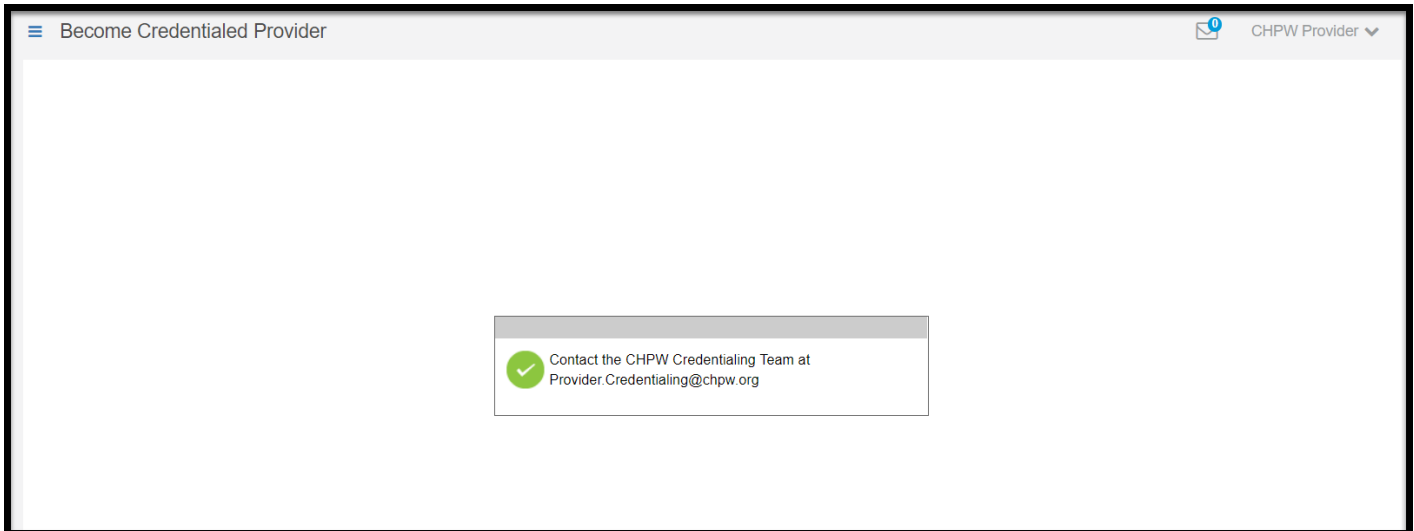 Become Credentialed Provider
0
CHPW Provider
Contact the CHPW Credentialing Team at
Provider.Credentialing@chpw.org